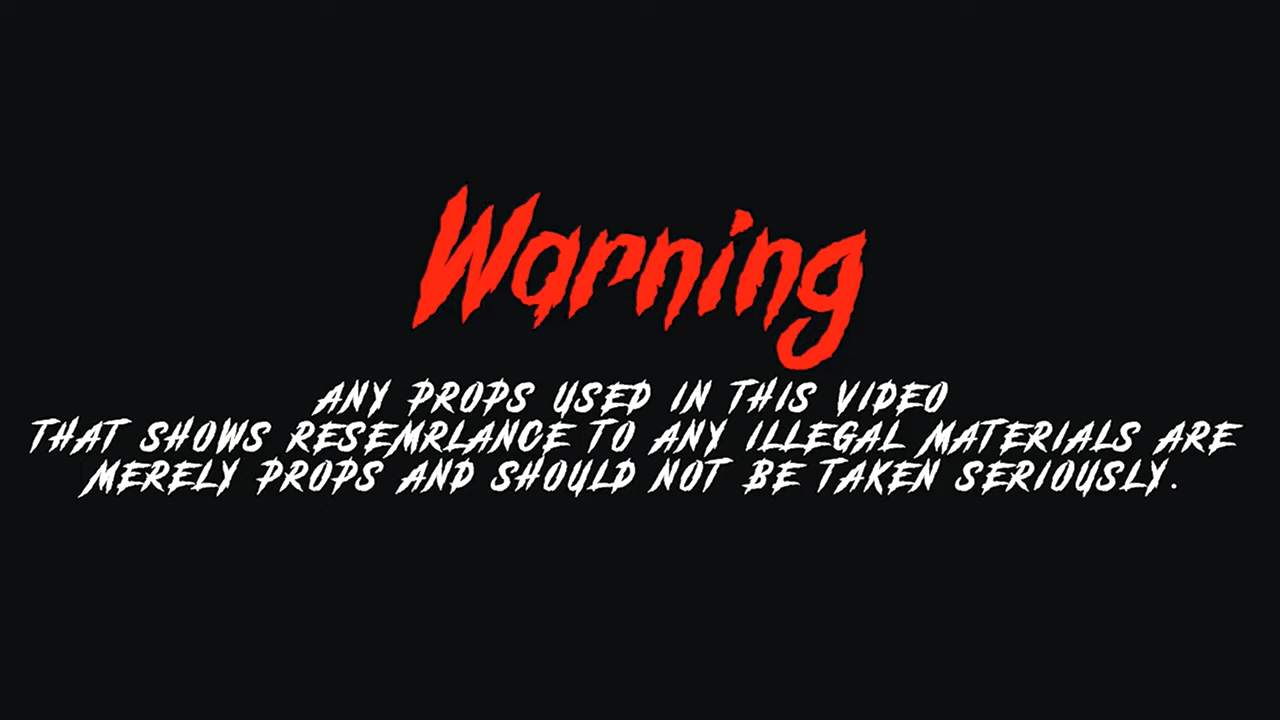 Warning
ANY PROPS USED IN THIS VIDEO
THAT SHOWS RESEMRLANCE TO ANY ILLEGAL MATERIALS ARE
MERELY PROPS AND SHOULD NOT BE TAKEN SERIOUSLY.